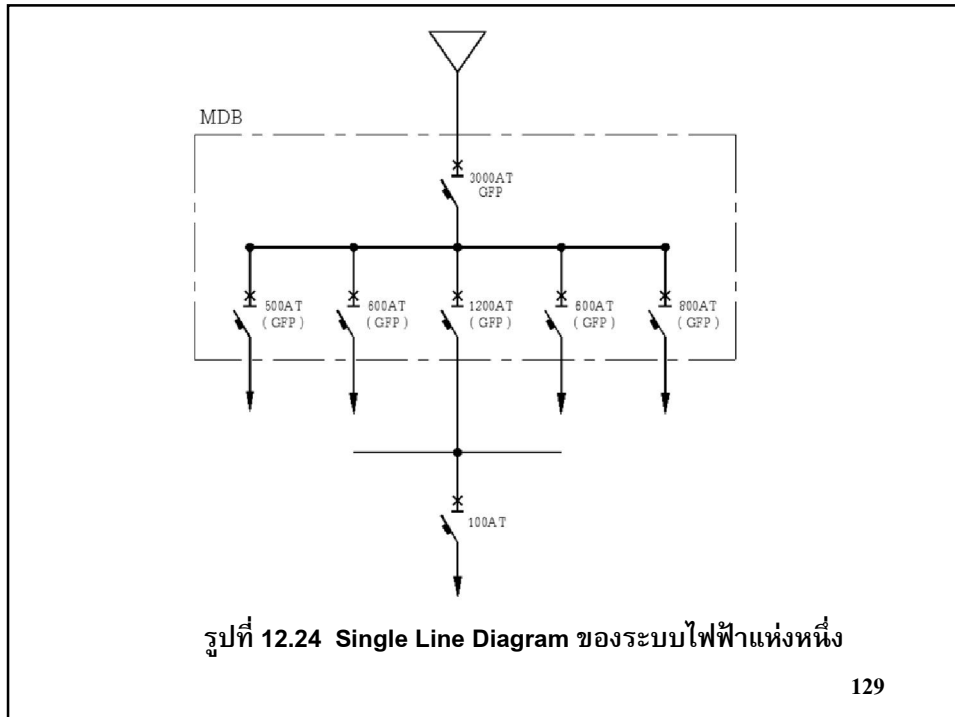 MDB
3000AT
GFP
500AT
(GFP)
600AT
(GFP)
1200AT
(GFP)
600AT
(GFP)
800AT
(GFP)
100AT
รูปที่ 12.24 Single Line Diagram ของระบบไฟฟ้าแห่งหนึ่ง
129